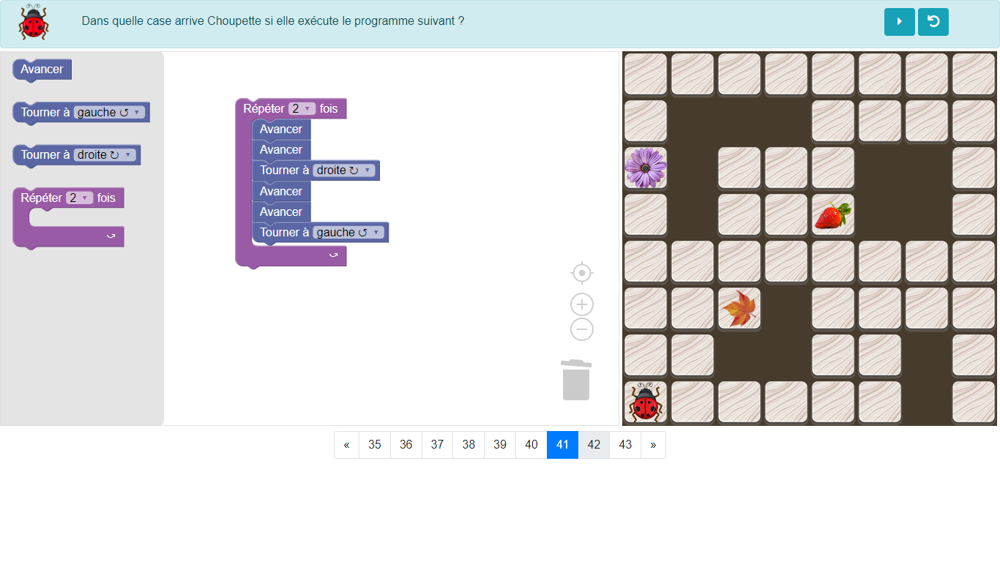 Dans quelle case arrive Choupette si elle exécute le programme suivant ?
Avancer
Tourner à gauche ↺ ▾
Tourner à droite ↻ ▾
Répéter 2 ▾ fois
Répéter 2 ▾ fois
Avancer
Avancer
Tourner à droite ↻ ▾
Avancer
Avancer
Tourner à gauche ↺ ▾
« 35 36 37 38 39 40 41 42 43 »